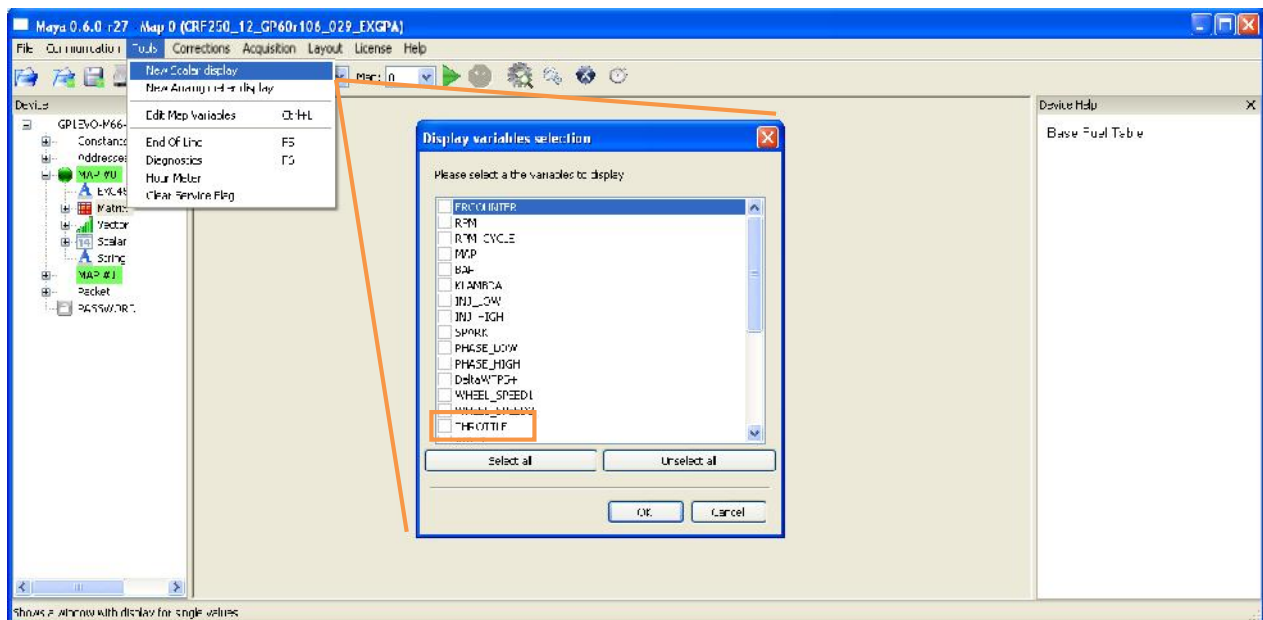 Maya 0.6.0 r27 Map 0 (CRF250_12_GP60r106_029_EXGPA)
File Communication Tools Corrections Acquisition Layout License Help
New Scalar display
Map: 0
New Analog meter display
Edit Map Variables Ctrl+L
End Of Line F5
Diagnostics
Hour Meter
Clear Service Flag
Device
Constants
Addresses
MAP #0
Matrix
Vector
Scalar
String
MAP #1
Packet
PASSWORD
Display variables selection
Please select a the variables to display
ERCOUNTER
RPM
RPM_CYCLE
MAP
KLAMBDA
INJ_LOW
INJ_HIGH
SPARK
PHASE_LOW
PHASE_HIGH
WHEEL_SPEED1
WHEEL_SPEED2
THROTTLE
Select all Unselect all
OK Cancel
Device Help X
Base Fuel Table
Shows a window with display for single values